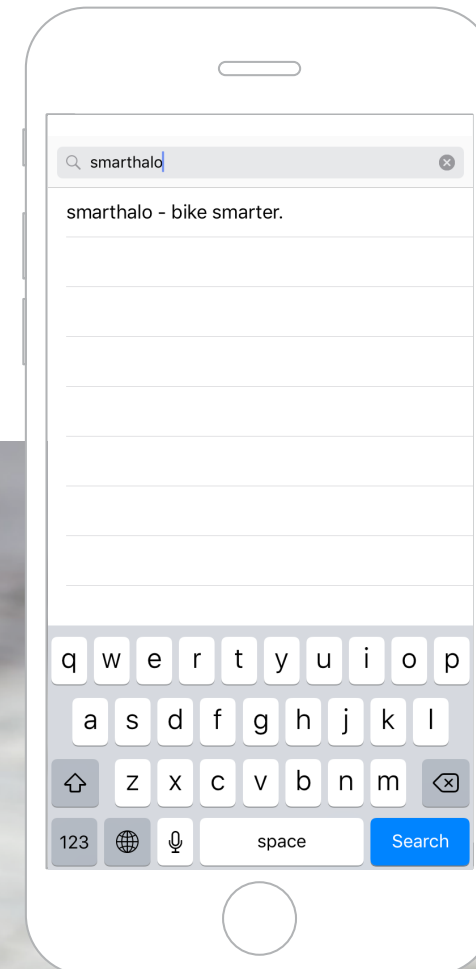 smarthalo
smarthalo - bike smarter.
q w e r t y u i o p
a s d f g h j k l
z x c v b n m
123 space Search